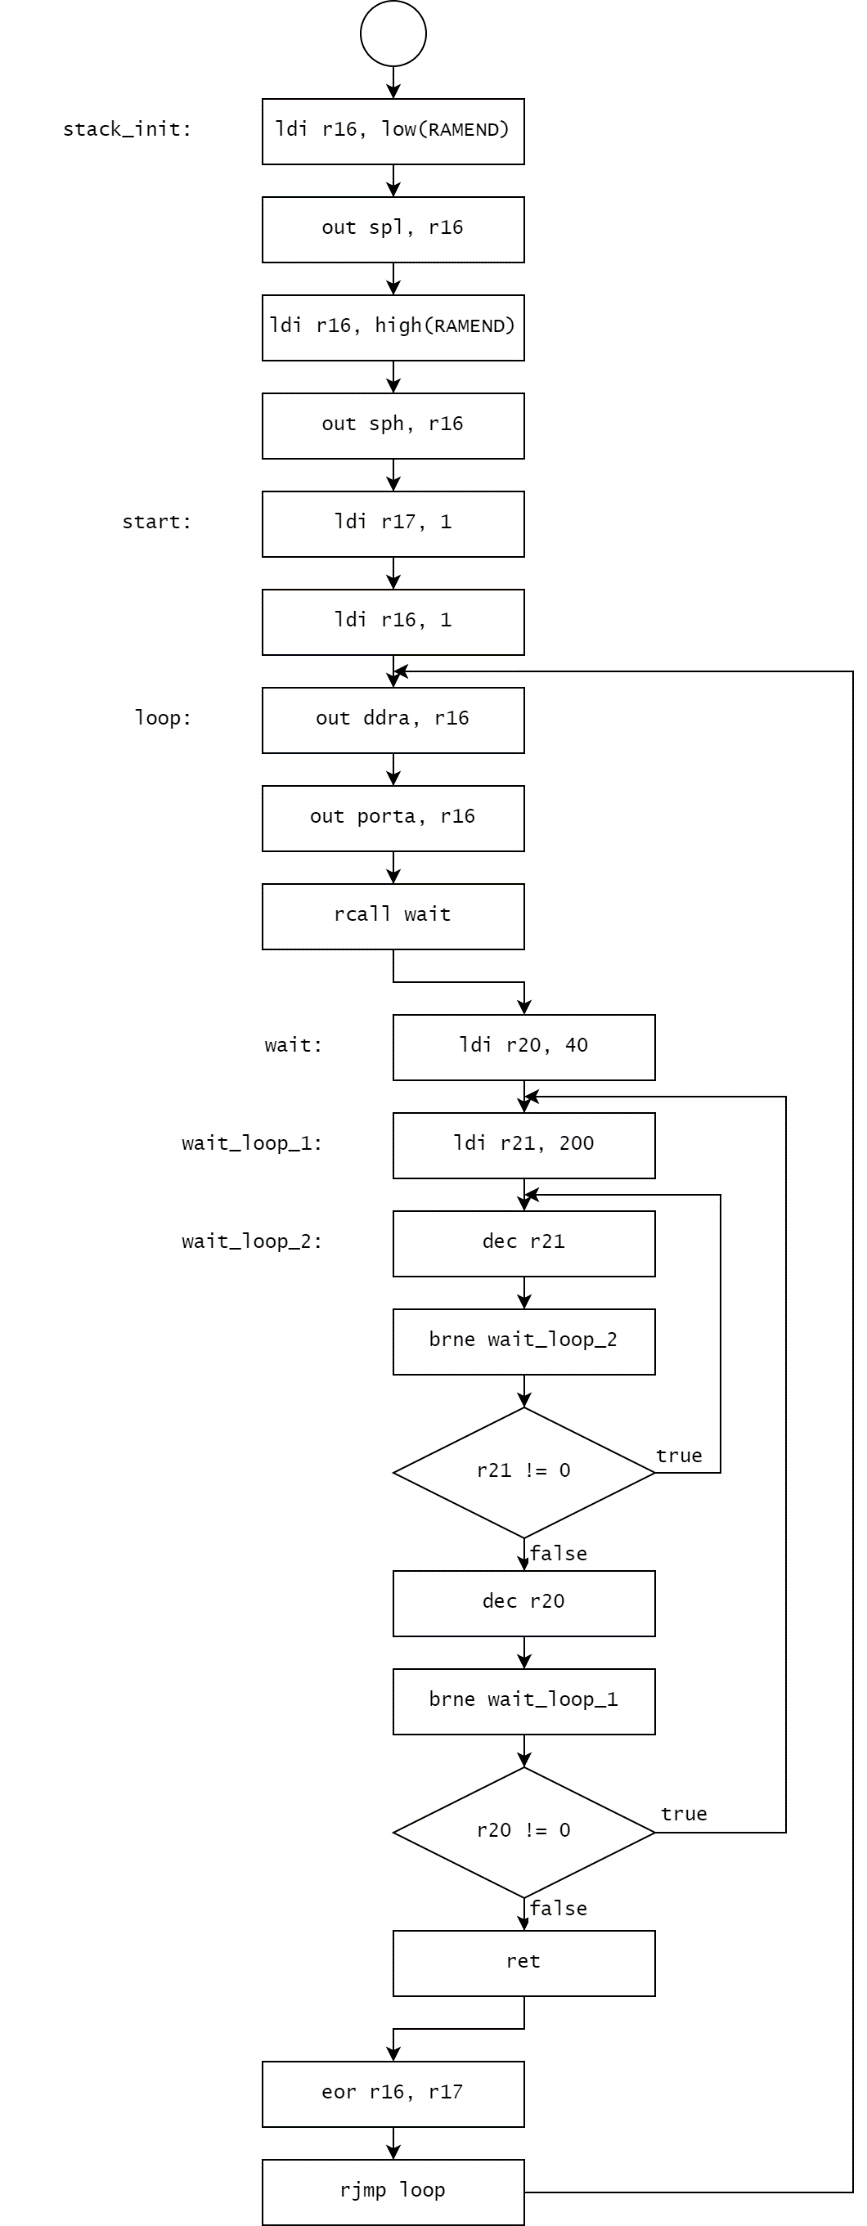 stack_init:
ldi r16, low(RAMEND)
out spl, r16
ldi r16, high(RAMEND)
out sph, r16
start:
ldi r17, 1
ldi r16, 1
loop:
out ddra, r16
out porta, r16
rcall wait
wait:
ldi r20, 40
wait_loop_1:
ldi r21, 200
wait_loop_2:
dec r21
brne wait_loop_2
r21 != 0
true
false
dec r20
brne wait_loop_1
r20 != 0
true
false
ret
eor r16, r17
rjmp loop